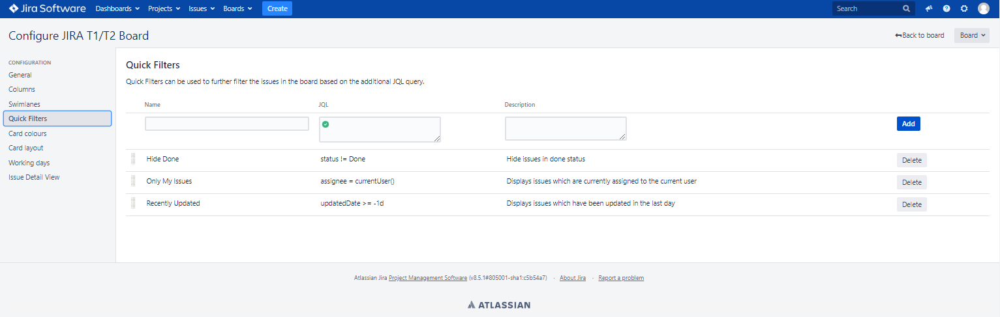 Jira Software Dashboards Projects Issues Boards Create Search
Configure JIRA T1/T2 Board
Back to board Board
CONFIGURATION
General
Columns
Swimlanes
Quick Filters
Card colours
Card layout
Working days
Issue Detail View
Quick Filters
Quick Filters can be used to further filter the issues in the board based on the additional JQL query.
Name JQL Description
Add
Hide Done status != Done Hide issues in done status Delete
Only My Issues assignee = currentUser() Displays issues which are currently assigned to the current user Delete
Recently Updated updatedDate >= -1d Displays issues which have been updated in the last day Delete
Atlassian Jira Project Management Software (v8.5.1#805001-sha1:c5b54a7) · About Jira · Report a problem
ATLASSIAN